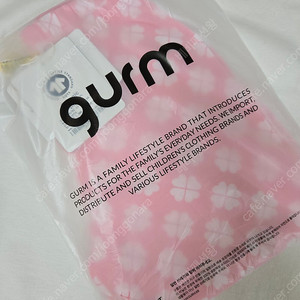 gurm
GURM IS A FAMILY LIFESTYLE BRAND THAT INTRODUCES
PRODUCTS FOR THE FAMILY'S EVERYDAY NEEDS. WE IMPORT,
DISTRIBUTE AND SELL CHILDREN'S CLOTHING BRANDS AND
VARIOUS LIFESTYLE BRANDS.